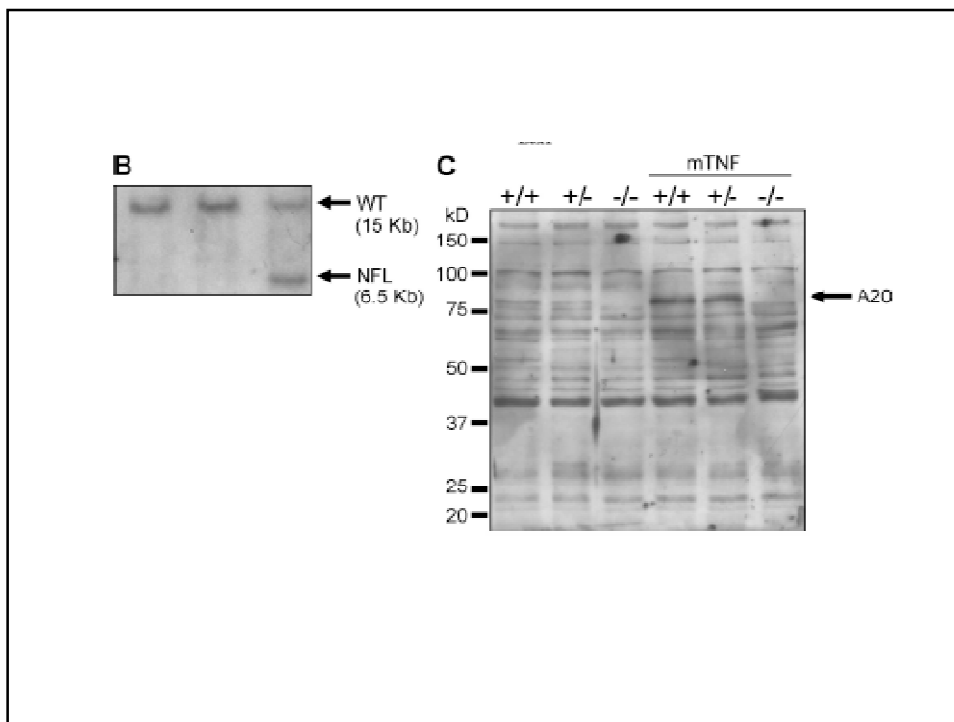 B
WT
(15 Kb)
NFL
(6.5 Kb)
C
mTNF
+/+ +/- -/- +/+ +/- -/-
kD
150
100
75
50
37
25
20
A20